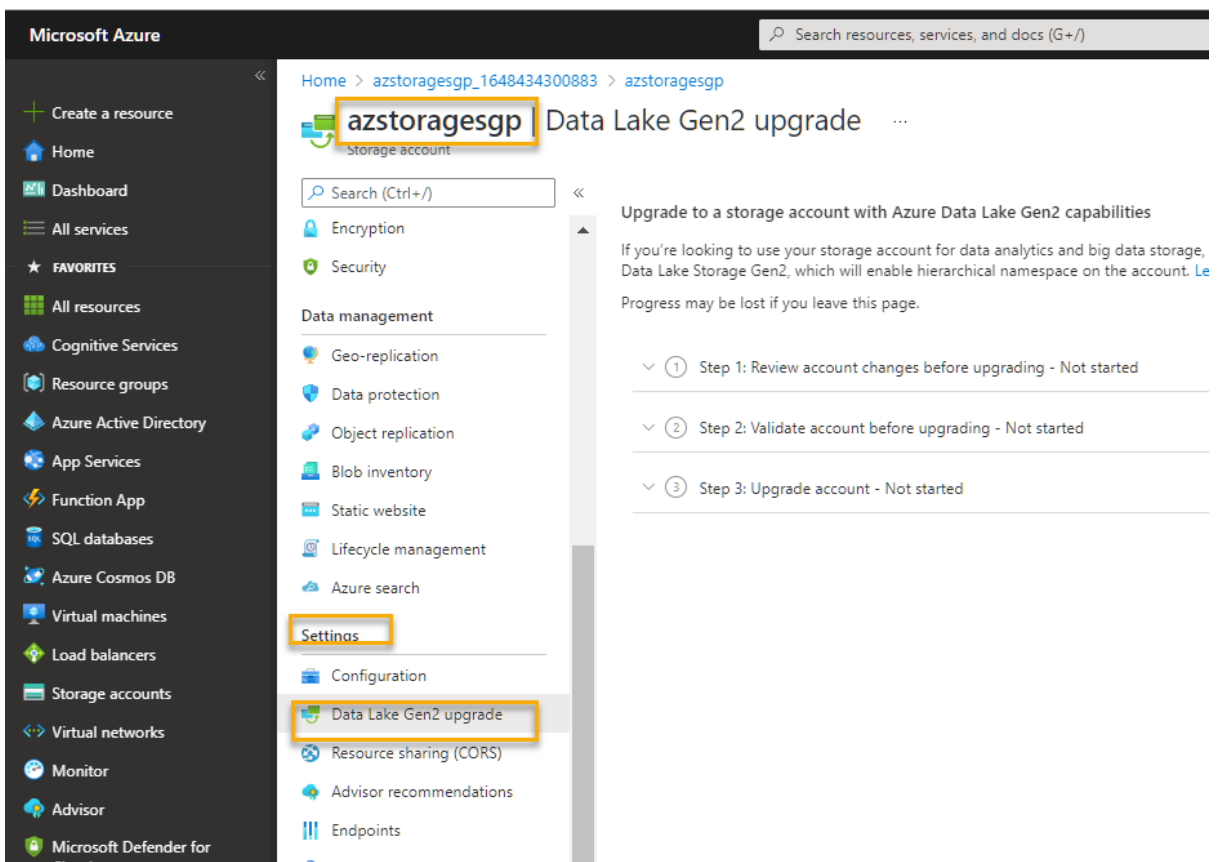 Microsoft Azure
Search resources, services, and docs (G+/)
Create a resource
Home
Dashboard
All services
FAVORITES
All resources
Cognitive Services
Resource groups
Azure Active Directory
App Services
Function App
SQL databases
Azure Cosmos DB
Virtual machines
Load balancers
Storage accounts
Virtual networks
Monitor
Advisor
Microsoft Defender for
Home > azstoragesgp_1648434300883 > azstoragesgp
azstoragesgp | Data Lake Gen2 upgrade ...
Storage account
Search (Ctrl+/)
Encryption
Security
Data management
Geo-replication
Data protection
Object replication
Blob inventory
Static website
Lifecycle management
Azure search
Settings
Configuration
Data Lake Gen2 upgrade
Resource sharing (CORS)
Advisor recommendations
Endpoints
Upgrade to a storage account with Azure Data Lake Gen2 capabilities
If you're looking to use your storage account for data analytics and big data storage,
Data Lake Storage Gen2, which will enable hierarchical namespace on the account. Le
Progress may be lost if you leave this page.
1 Step 1: Review account changes before upgrading - Not started
2 Step 2: Validate account before upgrading - Not started
3 Step 3: Upgrade account - Not started